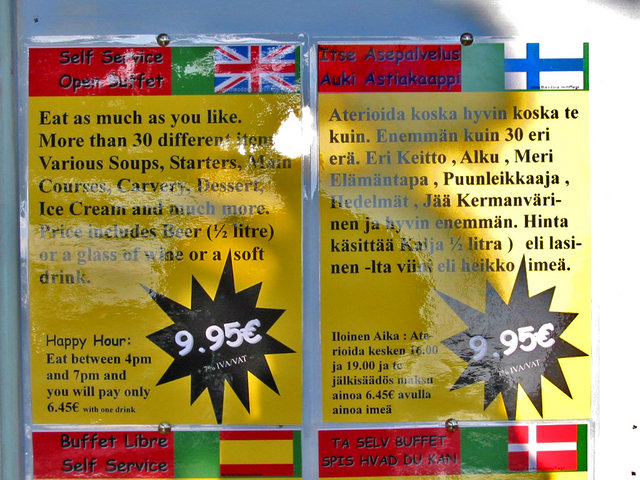 Self Service
Open Buffet
Eat as much as you like.
More than 30 different items
Various Soups, Starters, Main
Courses, Carvery, Dessert,
Ice Cream and much more.
Price includes Beer (½ litre)
or a glass of wine or a soft
drink.
Happy Hour:
Eat between 4pm
and 7pm and
you will pay only
6.45€ with one drink
9.95€
7% IVA/VAT
Itse Asepalvelus
Auki Astiakaappi
Aterioida koska hyvin koska te
kuin. Enemmän kuin 30 eri
erä. Eri Keitto , Alku , Meri
Elämäntapa , Puunleikkaaja ,
Hedelmät , Jää Kermanväri-
nen ja hyvin enemmän. Hinta
käsittää Kalja ½ litra ) eli lasi-
nen -lta viini eli heikko imeä.
Iloinen Aika : Ate-
rioida kesken 16.00
ja 19.00 ja te
jälkisäädös maksu
ainoa 6.45€ avulla
ainoa imeä
9.95€
7% IVA/VAT
Buffet Libre
Self Service
TA SELV BUFFET
SPIS HVAD DU KAN